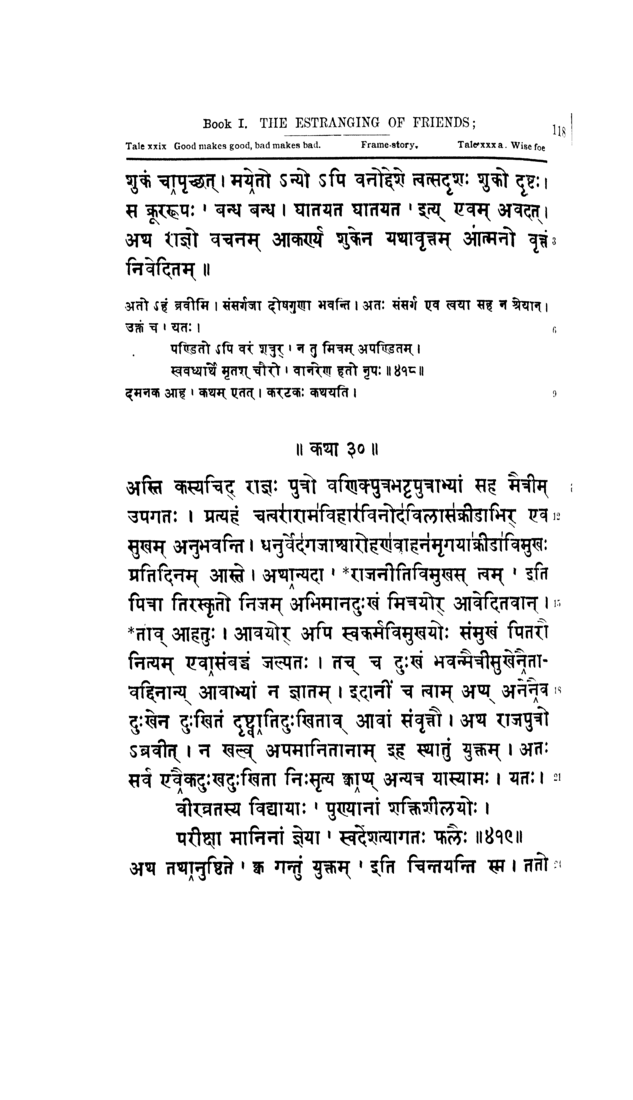 Book I. THE ESTRANGING OF FRIENDS;
118
Tale xxix Good makes good, bad makes bad. Frame-story. Tale xxx a. Wise foe
शुकं चापृच्छत् । मयेतो ऽन्यो ऽपि वनोद्देशे त्वत्सदृशः शुको दृष्टः ।
स क्रूररूपः ' बन्ध बन्ध । घातयत घातयत ' इत्य् एवम् अवदत् ।
अथ राज्ञो वचनम् आकर्ण्य शुकेन यथावृत्तम् आत्मनो वृत्तं 3
निवेदितम् ॥
अतो ऽहं ब्रवीमि । संसर्गजा दोषगुणा भवन्ति । अतः संसर्ग एव त्वया सह न श्रेयान् ।
उक्तं च । यतः । 6
पण्डितो ऽपि वरं शत्रुर् । न तु मित्रम् अपण्डितम् ।
स्ववध्यार्थे मृतश् चौरो । वानरेण हतो नृपः ॥ ४१८ ॥
दमनक आह । कथम् एतत् । करटकः कथयति । 9
॥ कथा ३० ॥
अस्ति कस्यचिद् राज्ञः पुत्रो वणिक्पुत्रभट्टपुत्राभ्यां सह मैत्रीम्
उपगतः । प्रत्यहं चत्वरारामविहारविनोदविलासक्रीडाभिर् एव 12
सुखम् अनुभवन्ति । धनुर्वेदगजाश्वारोहणवाहनमृगयाक्रीडाविमुखः
प्रतिदिनम् आस्ते । अथान्यदा ' *राजनीतिविमुखस् त्वम् ' इति
पित्रा तिरस्कृतो निजम् अभिमानदुःखं मित्रयोर् आवेदितवान् । 15
*ताव् आहतुः । आवयोर् अपि स्वकर्मविमुखयोः संमुखं पितरौ
नित्यम् एवासंबद्धं जल्पतः । तच् च दुःखं भवन्मैत्रीसुखेनैता-
वद्दिनान्य् आवाभ्यां न ज्ञातम् । इदानीं च त्वाम् अप्य् अनेनैव 18
दुःखेन दुःखितं दृष्ट्वातिदुःखिताव् आवां संवृत्तौ । अथ राजपुत्रो
ऽब्रवीत् । न खल्व् अपमानितानाम् इह स्थातुं युक्तम् । अतः
सर्व एवैकदुःखदुःखिता निःसृत्य क्वाप्य् अन्यत्र यास्यामः । यतः । 21
वीरव्रतस्य विद्यायाः ' पुण्यानां शक्तिशीलयोः ।
परीक्षा मानिनां ज्ञेया ' स्वदेशत्यागतः फलैः ॥४१९॥
अथ तथानुष्ठिते ' क्व गन्तुं युक्तम् ' इति चिन्तयन्ति स्म । ततो 24